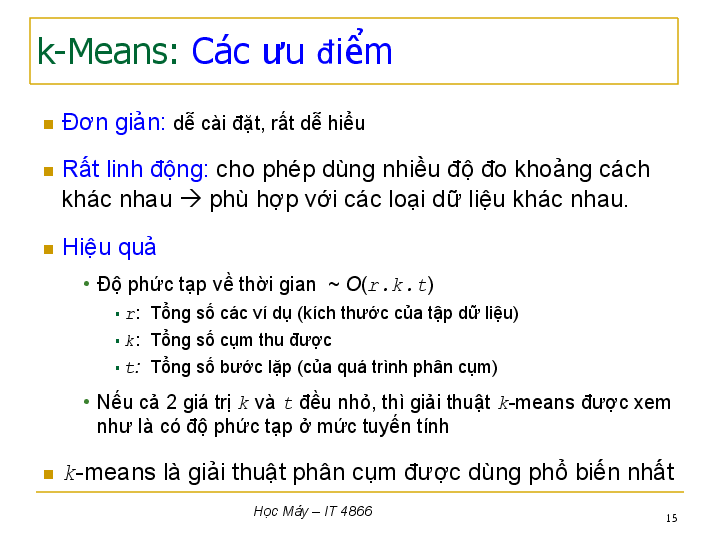 k-Means: Các ưu điểm
Đơn giản: dễ cài đặt, rất dễ hiểu
Rất linh động: cho phép dùng nhiều độ đo khoảng cách
khác nhau → phù hợp với các loại dữ liệu khác nhau.
Hiệu quả
• Độ phức tạp về thời gian ~ O(r.k.t)
r: Tổng số các ví dụ (kích thước của tập dữ liệu)
k: Tổng số cụm thu được
t: Tổng số bước lặp (của quá trình phân cụm)
• Nếu cả 2 giá trị k và t đều nhỏ, thì giải thuật k-means được xem
như là có độ phức tạp ở mức tuyến tính
k-means là giải thuật phân cụm được dùng phổ biến nhất
Học Máy – IT 4866
15